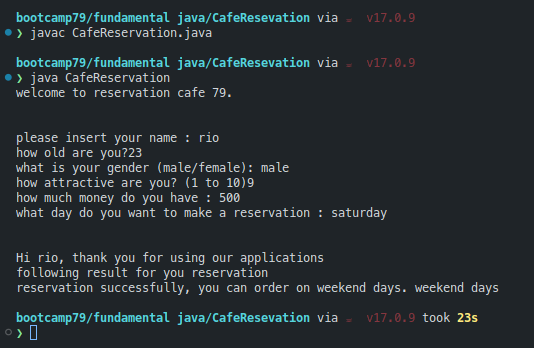 bootcamp79/fundamental java/CafeResevation via ☕ v17.0.9
❯ javac CafeReservation.java
bootcamp79/fundamental java/CafeResevation via ☕ v17.0.9
❯ java CafeReservation
welcome to reservation cafe 79.
please insert your name : rio
how old are you?23
what is your gender (male/female): male
how attractive are you? (1 to 10)9
how much money do you have : 500
what day do you want to make a reservation : saturday
Hi rio, thank you for using our applications
following result for you reservation
reservation successfully, you can order on weekend days. weekend days
bootcamp79/fundamental java/CafeResevation via ☕ v17.0.9 took 23s
❯